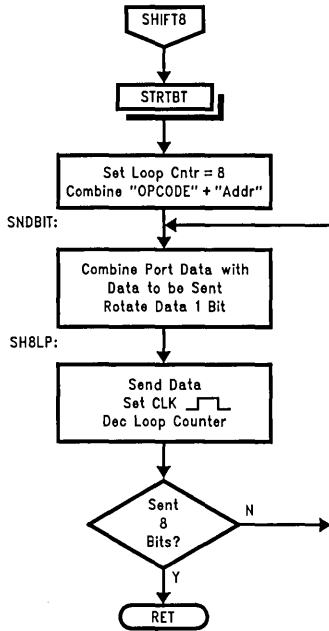 SHIFT8
STRTBT
Set Loop Cntr = 8
Combine "OPCODE" + "Addr"
SNDBIT:
Combine Port Data with
Data to be Sent
Rotate Data 1 Bit
SH8LP:
Send Data
Set CLK
Dec Loop Counter
Sent
8
Bits?
N
Y
RET